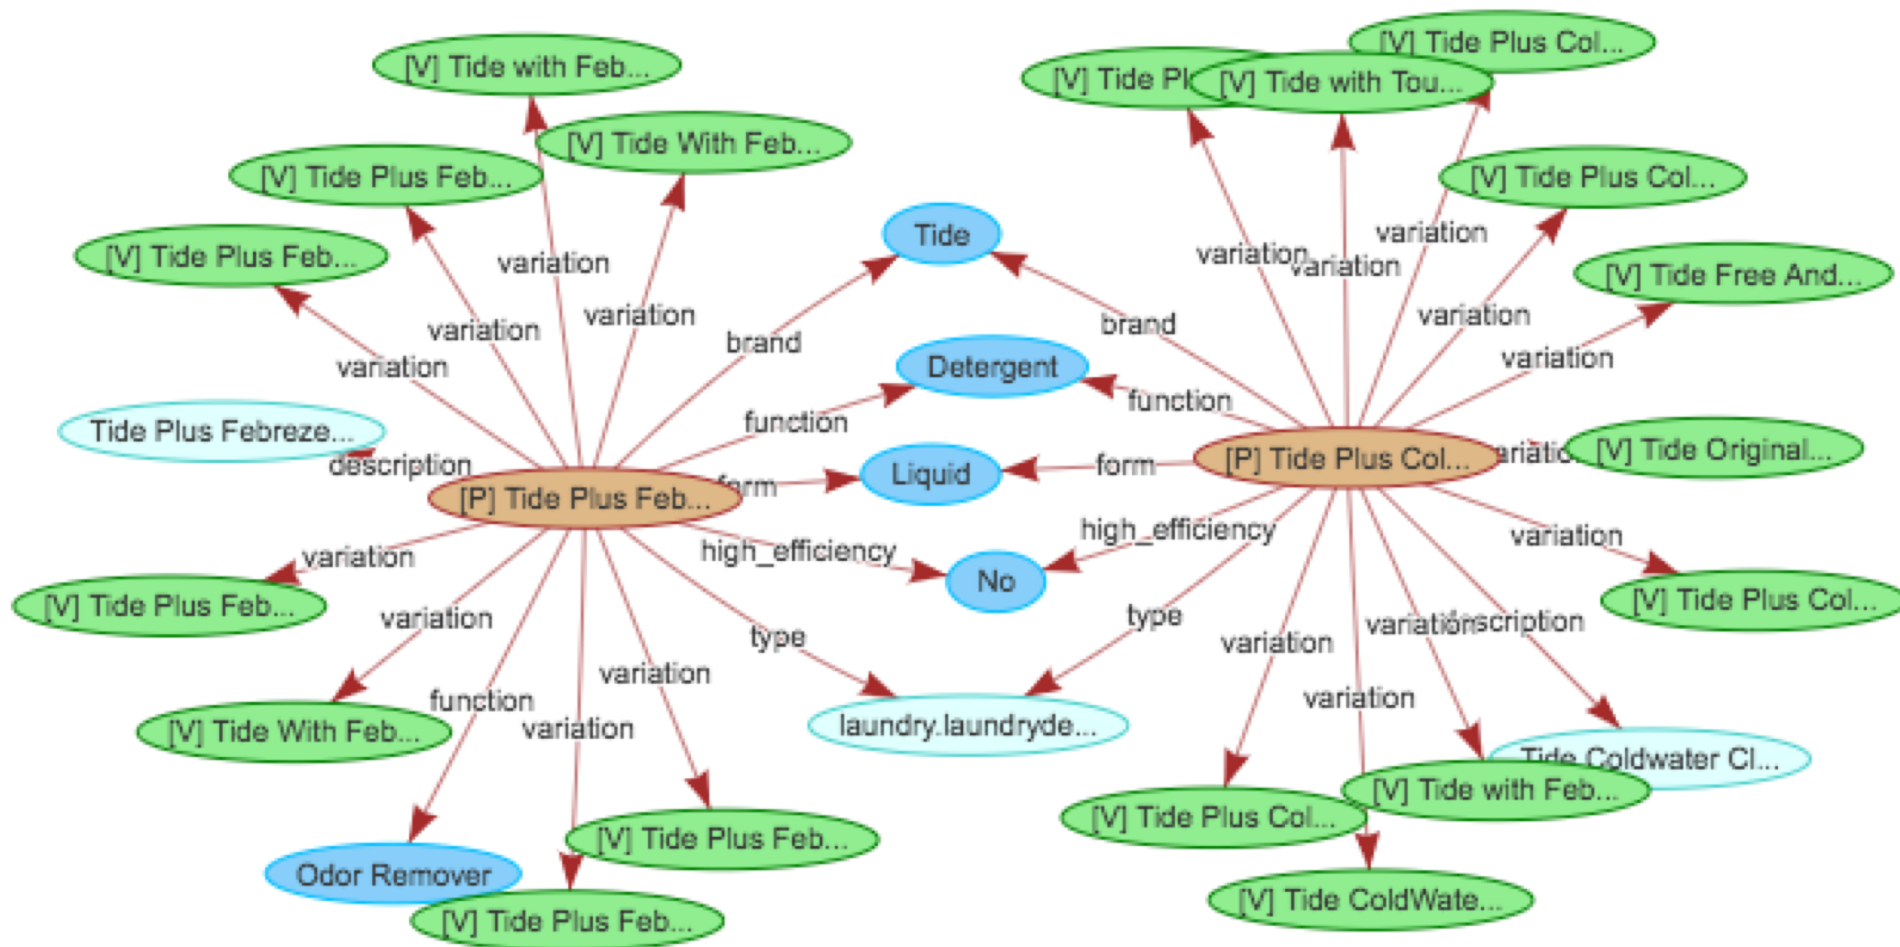 [V] Tide with Feb...
[V] Tide Plus Col...
[V] Tide Pl
[V] Tide with Tou...
[V] Tide With Feb...
[V] Tide Plus Feb...
[V] Tide Plus Col...
Tide
[V] Tide Plus Feb...
variation
variation
variation
variation
[V] Tide Free And...
variation
variation
variation
brand
brand
variation
variation
Detergent
function
function
Tide Plus Febreze...
description
[P] Tide Plus Feb...
form
Liquid
form
[P] Tide Plus Col...
ariatio
[V] Tide Original...
variation
high_efficiency
high_efficiency
variation
No
[V] Tide Plus Feb...
[V] Tide Plus Col...
variation
type
type
variation
variation
scription
variation
function
variation
variation
[V] Tide With Feb...
laundry.laundryde...
Tide Coldwater Cl...
[V] Tide with Feb...
[V] Tide Plus Feb...
[V] Tide Plus Col...
Odor Remover
[V] Tide Plus Feb...
[V] Tide ColdWate...